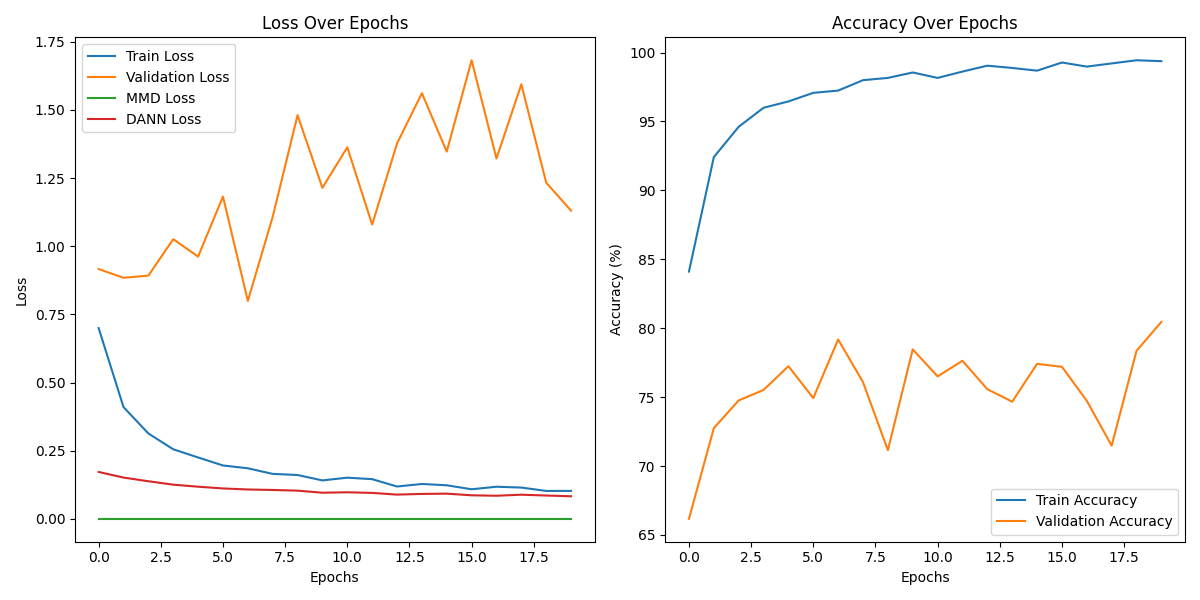 Loss Over Epochs
1.75
1.50
1.25
1.00
0.75
0.50
0.25
0.00
Loss
Train Loss
Validation Loss
MMD Loss
DANN Loss
0.0 2.5 5.0 7.5 10.0 12.5 15.0 17.5
Epochs
Accuracy Over Epochs
100
95
90
85
80
75
70
65
Accuracy (%)
Train Accuracy
Validation Accuracy
0.0 2.5 5.0 7.5 10.0 12.5 15.0 17.5
Epochs